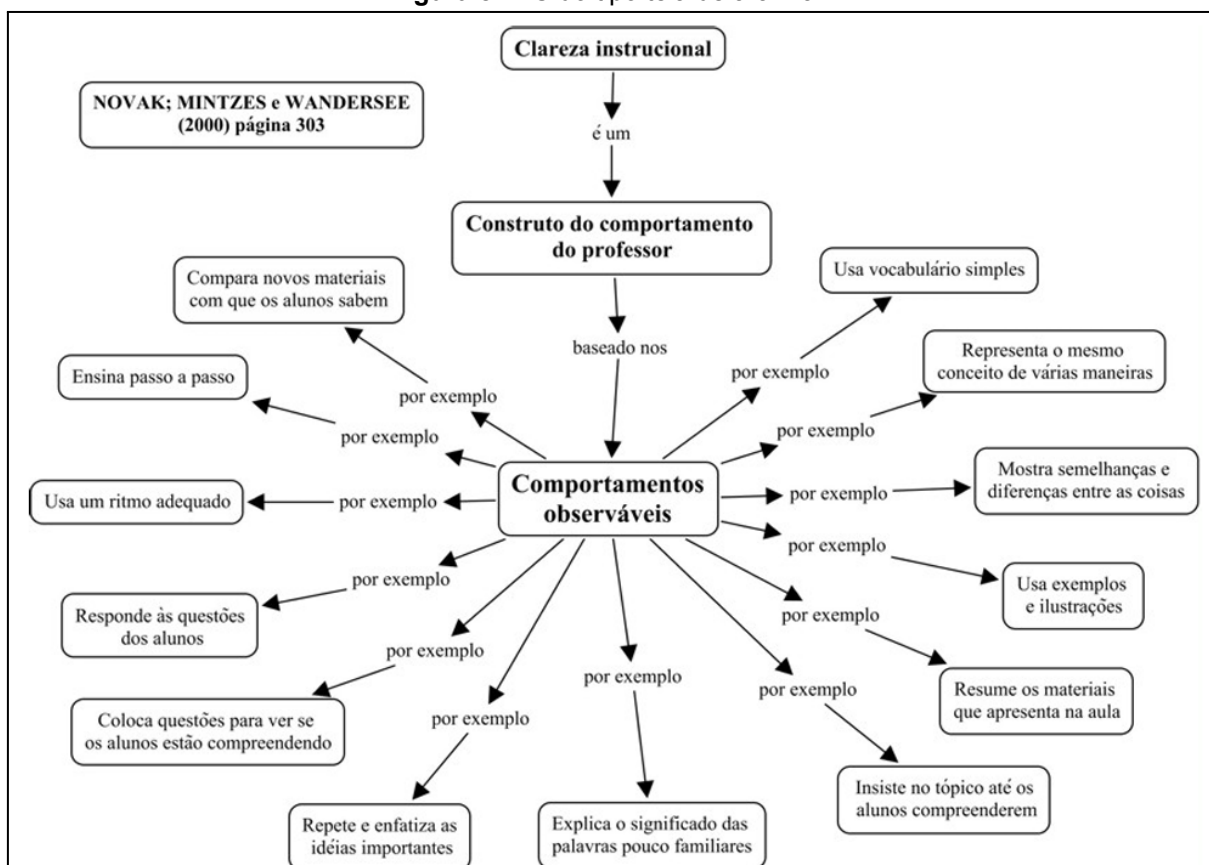 Clareza instrucional
NOVAK; MINTZES e WANDERSEE
(2000) página 303
é um
Construto do comportamento
do professor
Compara novos materiais
com que os alunos sabem
Usa vocabulário simples
baseado nos
Representa o mesmo
conceito de várias maneiras
Ensina passo a passo
por exemplo
por exemplo
por exemplo
por exemplo
Comportamentos
observáveis
Mostra semelhanças e
diferenças entre as coisas
Usa um ritmo adequado
por exemplo
por exemplo
por exemplo
por exemplo
Usa exemplos
e ilustrações
Responde às questões
dos alunos
por exemplo
por exemplo
por exemplo
por exemplo
por exemplo
Resume os materiais
que apresenta na aula
Coloca questões para ver se
os alunos estão compreendendo
Insiste no tópico até os
alunos compreenderem
Repete e enfatiza as
idéias importantes
Explica o significado das
palavras pouco familiares